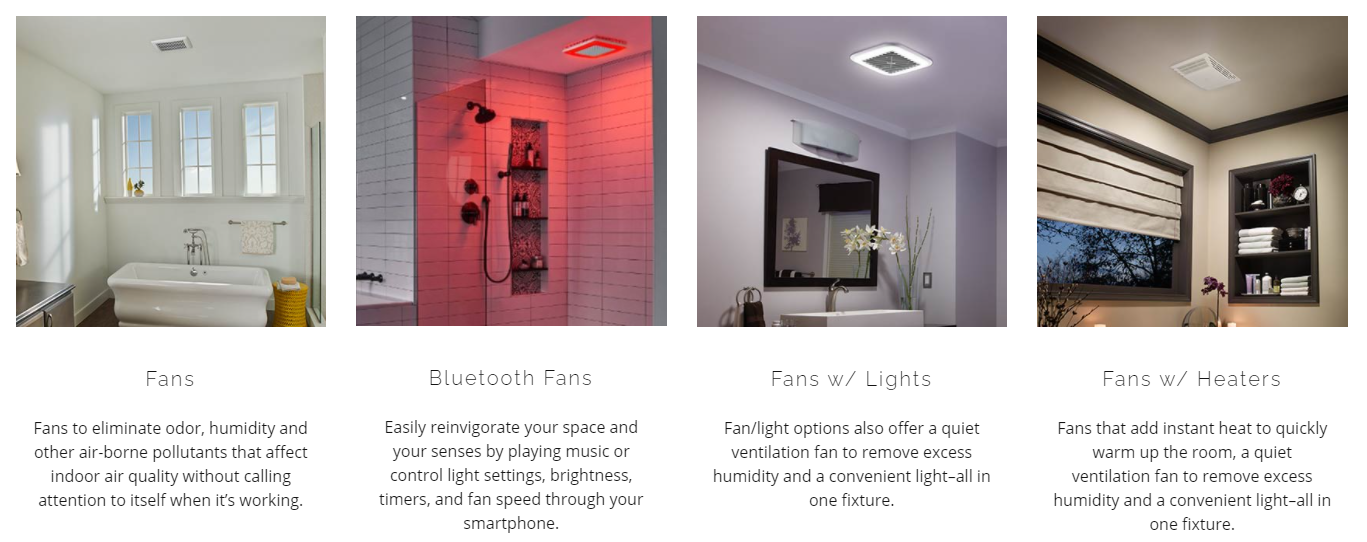 Fans
Fans to eliminate odor, humidity and
other air-borne pollutants that affect
indoor air quality without calling
attention to itself when it’s working.
Bluetooth Fans
Easily reinvigorate your space and
your senses by playing music or
control light settings, brightness,
timers, and fan speed through your
smartphone.
Fans w/ Lights
Fan/light options also offer a quiet
ventilation fan to remove excess
humidity and a convenient light–all in
one fixture.
Fans w/ Heaters
Fans that add instant heat to quickly
warm up the room, a quiet
ventilation fan to remove excess
humidity and a convenient light–all in
one fixture.